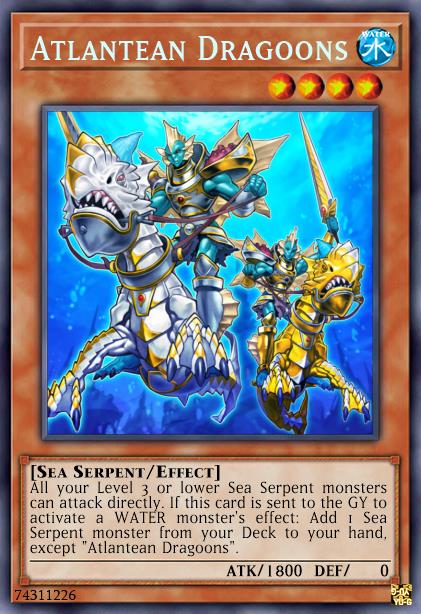 ATLANTEAN DRAGOONS
WATER
水
[SEA SERPENT/EFFECT]
All your Level 3 or lower Sea Serpent monsters
can attack directly. If this card is sent to the GY to
activate a WATER monster's effect: Add 1 Sea
Serpent monster from your Deck to your hand,
except "Atlantean Dragoons".
ATK/1800 DEF/ 0
74311226